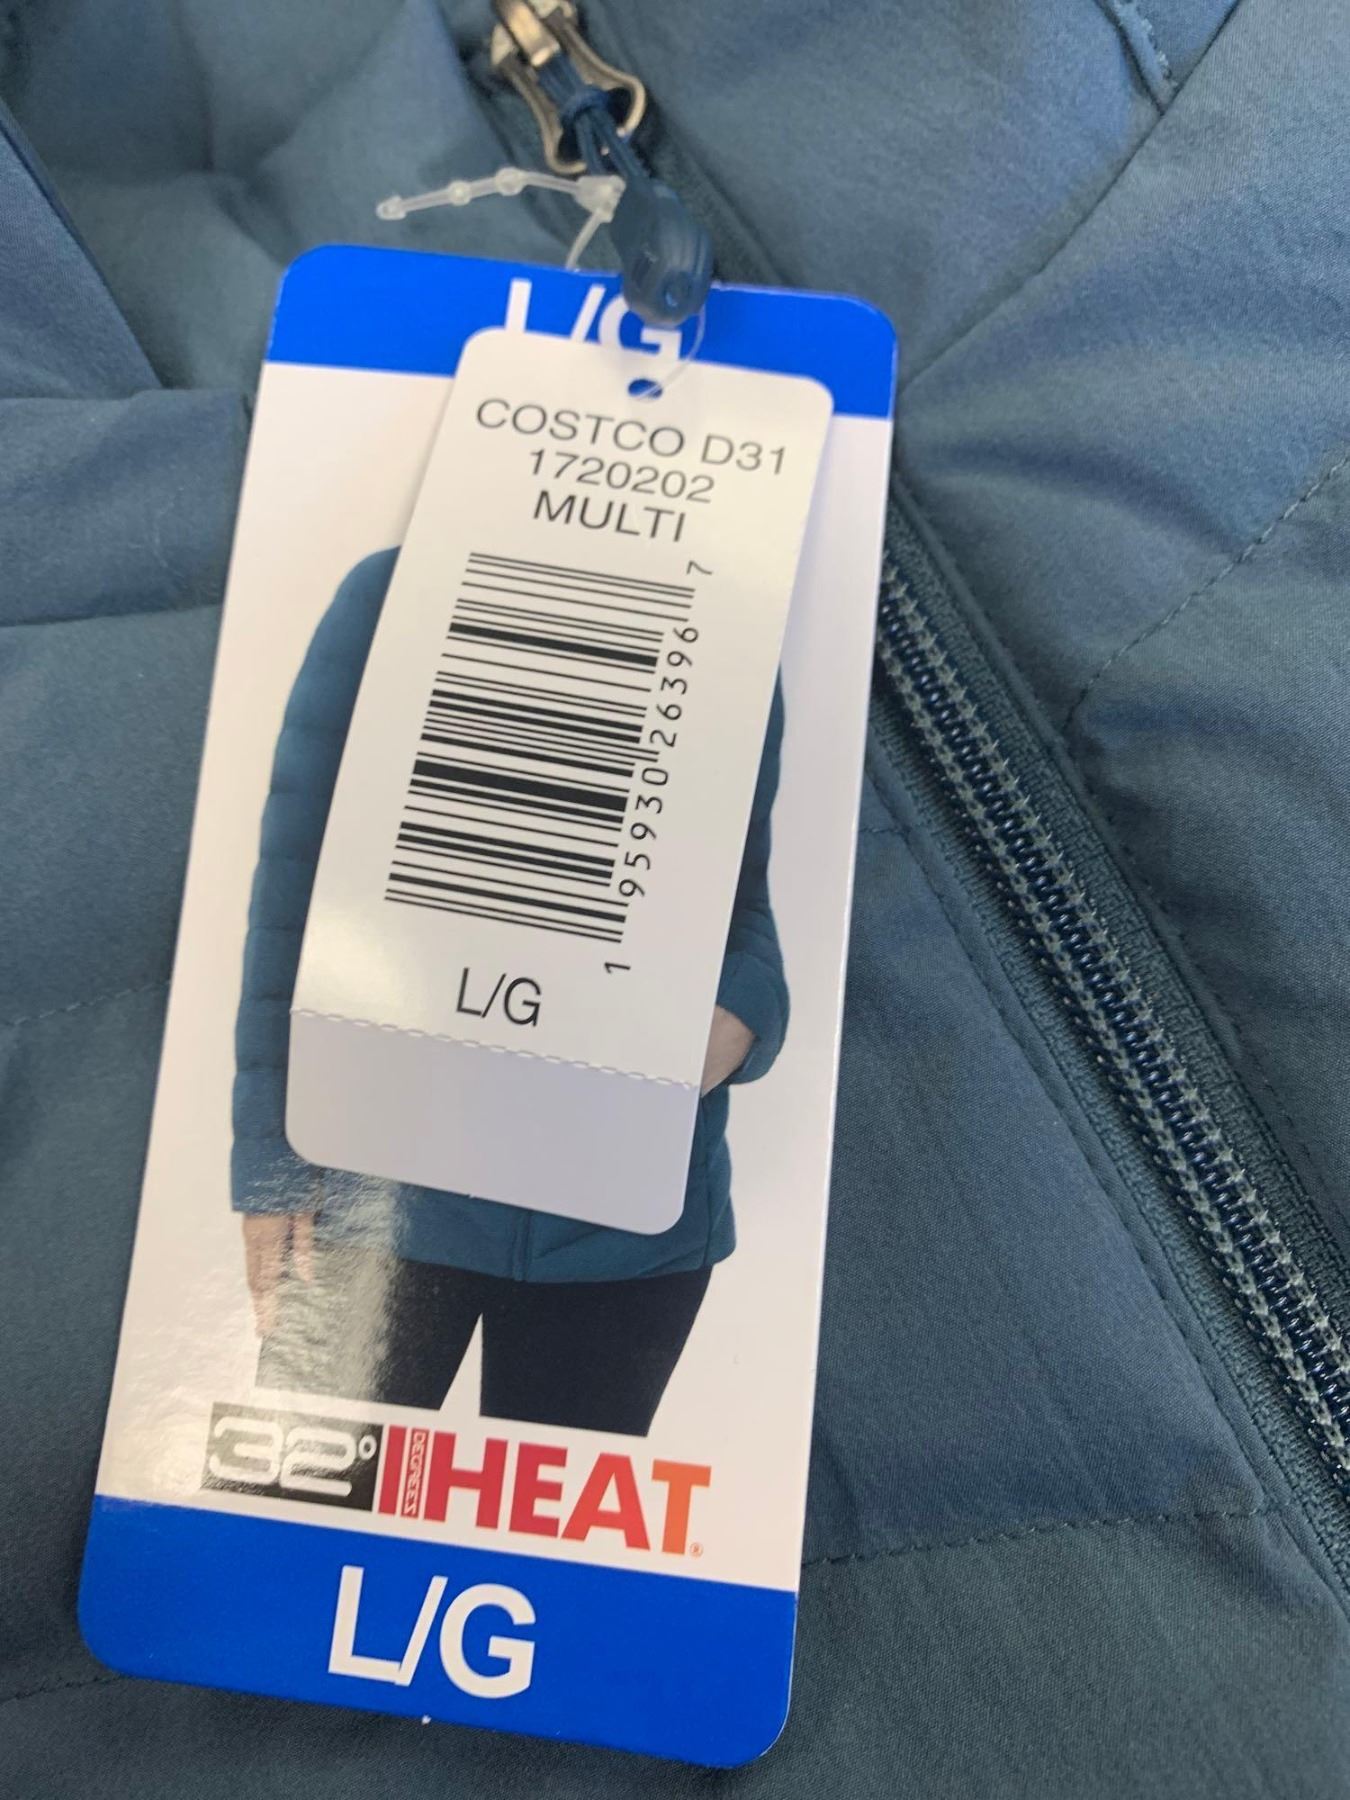 L/G
COSTCO D31
1720202
MULTI
1 95930 26396 7
L/G
32° DEGREES HEAT®
L/G